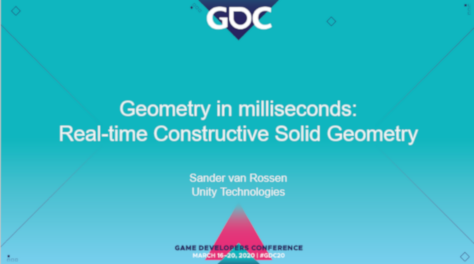 GDC
Geometry in milliseconds:
Real-time Constructive Solid Geometry
Sander van Rossen
Unity Technologies
GAME DEVELOPERS CONFERENCE
MARCH 16–20, 2020 | #GDC20